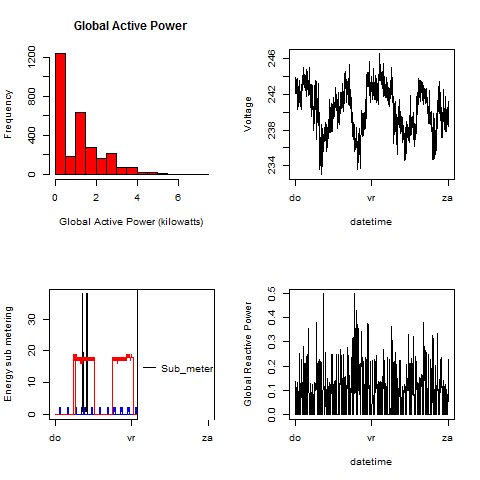 Global Active Power
Frequency
0 400 800 1200
0 2 4 6
Global Active Power (kilowatts)
Voltage
234 238 242 246
do vr za
datetime
Energy sub metering
0 10 20 30
do vr za
Sub_meter
Global Reactive Power
0.0 0.1 0.2 0.3 0.4 0.5
do vr za
datetime